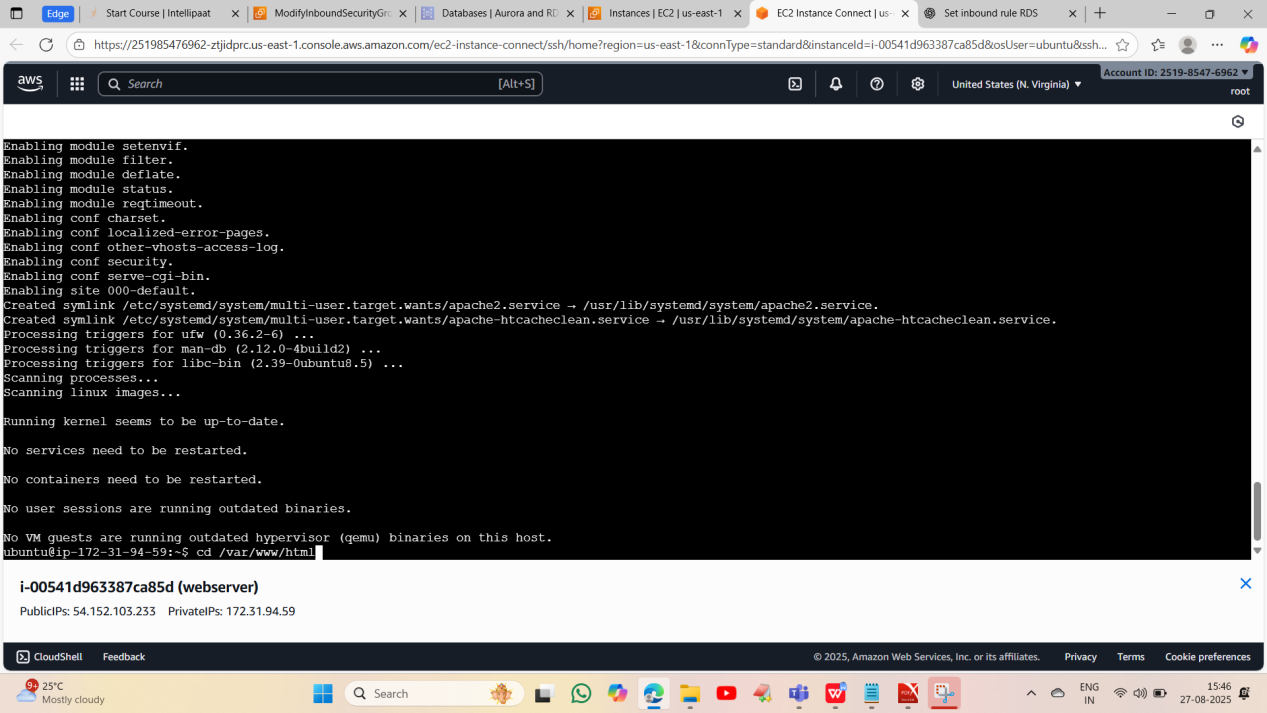 Edge
Start Course | Intellipaat
ModifyInboundSecurityGro
Databases | Aurora and RD
Instances | EC2 | us-east-1
EC2 Instance Connect | us-
Set inbound rule RDS
https://251985476962-ztjidprc.us-east-1.console.aws.amazon.com/ec2-instance-connect/ssh/home?region=us-east-1&connType=standard&instanceId=i-00541d963387ca85d&osUser=ubuntu&ssh...
aws
Search
[Alt+S]
United States (N. Virginia)
Account ID: 2519-8547-6962
root
Enabling module setenvif.
Enabling module filter.
Enabling module deflate.
Enabling module status.
Enabling module reqtimeout.
Enabling conf charset.
Enabling conf localized-error-pages.
Enabling conf other-vhosts-access-log.
Enabling conf security.
Enabling conf serve-cgi-bin.
Enabling site 000-default.
Created symlink /etc/systemd/system/multi-user.target.wants/apache2.service → /usr/lib/systemd/system/apache2.service.
Created symlink /etc/systemd/system/multi-user.target.wants/apache-htcacheclean.service → /usr/lib/systemd/system/apache-htcacheclean.service.
Processing triggers for ufw (0.36.2-6) ...
Processing triggers for man-db (2.12.0-4build2) ...
Processing triggers for libc-bin (2.39-0ubuntu8.5) ...
Scanning processes...
Scanning linux images...
Running kernel seems to be up-to-date.
No services need to be restarted.
No containers need to be restarted.
No user sessions are running outdated binaries.
No VM guests are running outdated hypervisor (qemu) binaries on this host.
ubuntu@ip-172-31-94-59:~$ cd /var/www/html
i-00541d963387ca85d (webserver)
PublicIPs: 54.152.103.233 PrivateIPs: 172.31.94.59
CloudShell
Feedback
© 2025, Amazon Web Services, Inc. or its affiliates.
Privacy
Terms
Cookie preferences
9+
25°C
Mostly cloudy
Search
ENG
IN
15:46
27-08-2025